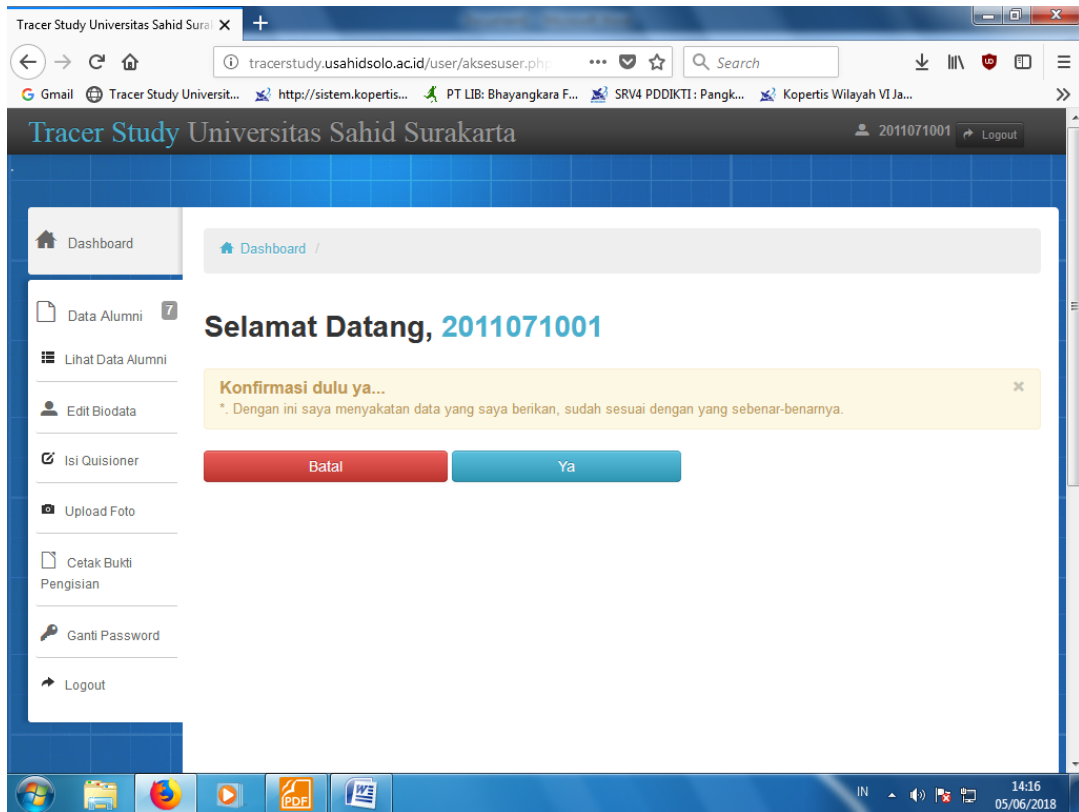 Tracer Study Universitas Sahid Sura
tracerstudy.usahidsolo.ac.id/user/aksesuser.php
Search
Gmail
Tracer Study Universit...
http://sistem.kopertis...
PT LIB: Bhayangkara F...
SRV4 PDDIKTI : Pangk...
Kopertis Wilayah VI Ja...
Tracer Study Universitas Sahid Surakarta
2011071001
Logout
Dashboard
Dashboard /
Data Alumni 7
Lihat Data Alumni
Edit Biodata
Isi Quisioner
Upload Foto
Cetak Bukti
Pengisian
Ganti Password
Logout
Selamat Datang, 2011071001
Konfirmasi dulu ya...
×
*. Dengan ini saya menyakatan data yang saya berikan, sudah sesuai dengan yang sebenar-benarnya.
Batal
Ya
PDF
IN
14:16
05/06/2018